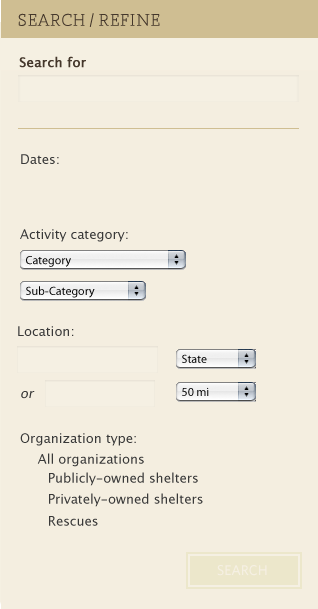 SEARCH / REFINE
Search for
Dates:
Activity category:
Category
Sub-Category
Location:
State
or
50 mi
Organization type:
All organizations
Publicly-owned shelters
Privately-owned shelters
Rescues
SEARCH